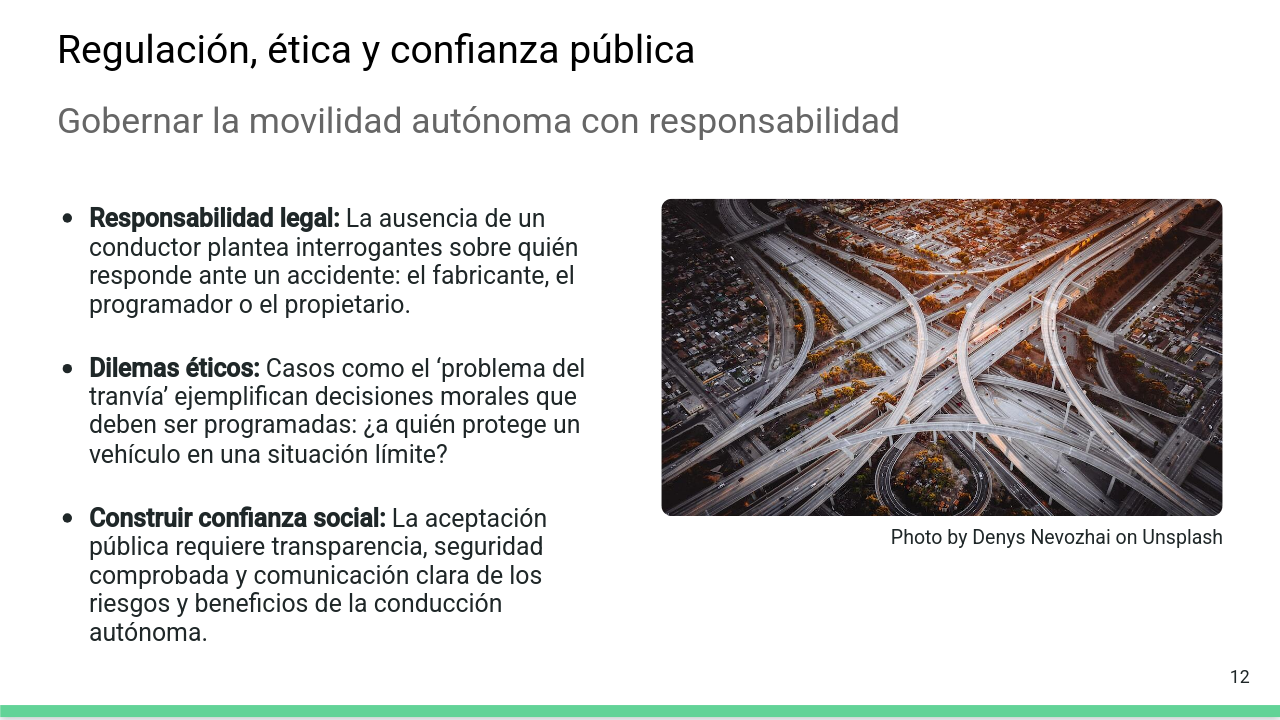 Regulación, ética y confianza pública
Gobernar la movilidad autónoma con responsabilidad
• Responsabilidad legal: La ausencia de un
conductor plantea interrogantes sobre quién
responde ante un accidente: el fabricante, el
programador o el propietario.
• Dilemas éticos: Casos como el ‘problema del
tranvía’ ejemplifican decisiones morales que
deben ser programadas: ¿a quién protege un
vehículo en una situación límite?
• Construir confianza social: La aceptación
pública requiere transparencia, seguridad
comprobada y comunicación clara de los
riesgos y beneficios de la conducción
autónoma.
Photo by Denys Nevozhai on Unsplash
12